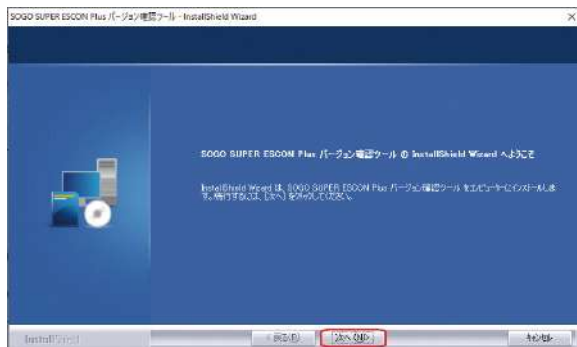 SOGO SUPER ESCON Plus バージョン確認ツール - InstallShield Wizard
SOGO SUPER ESCON Plus バージョン確認ツール の InstallShield Wizard へようこそ
InstallShield Wizard は、SOGO SUPER ESCON Plus バージョン確認ツール をコンピューターにインストールしま
す。続行するには、[次へ] をクリックしてください。
InstallShield
< 戻る(B)
次へ(N)>
キャンセル